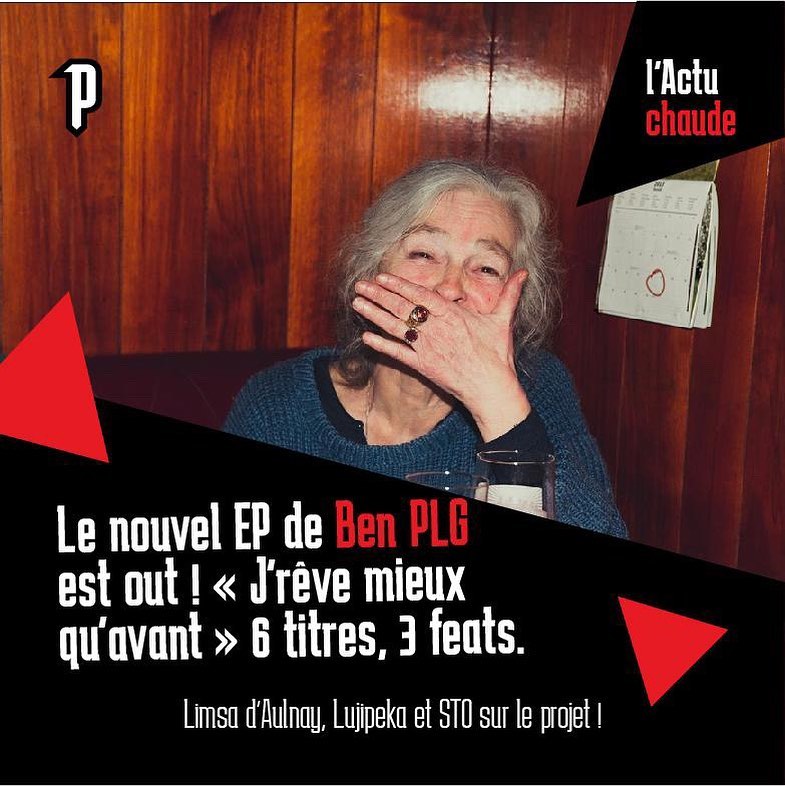 P
l'Actu
chaude
Le nouvel EP de Ben PLG
est out ! « J'rêve mieux
qu'avant » 6 titres, 3 feats.
Limsa d'Aulnay, Lujipeka et STO sur le projet !